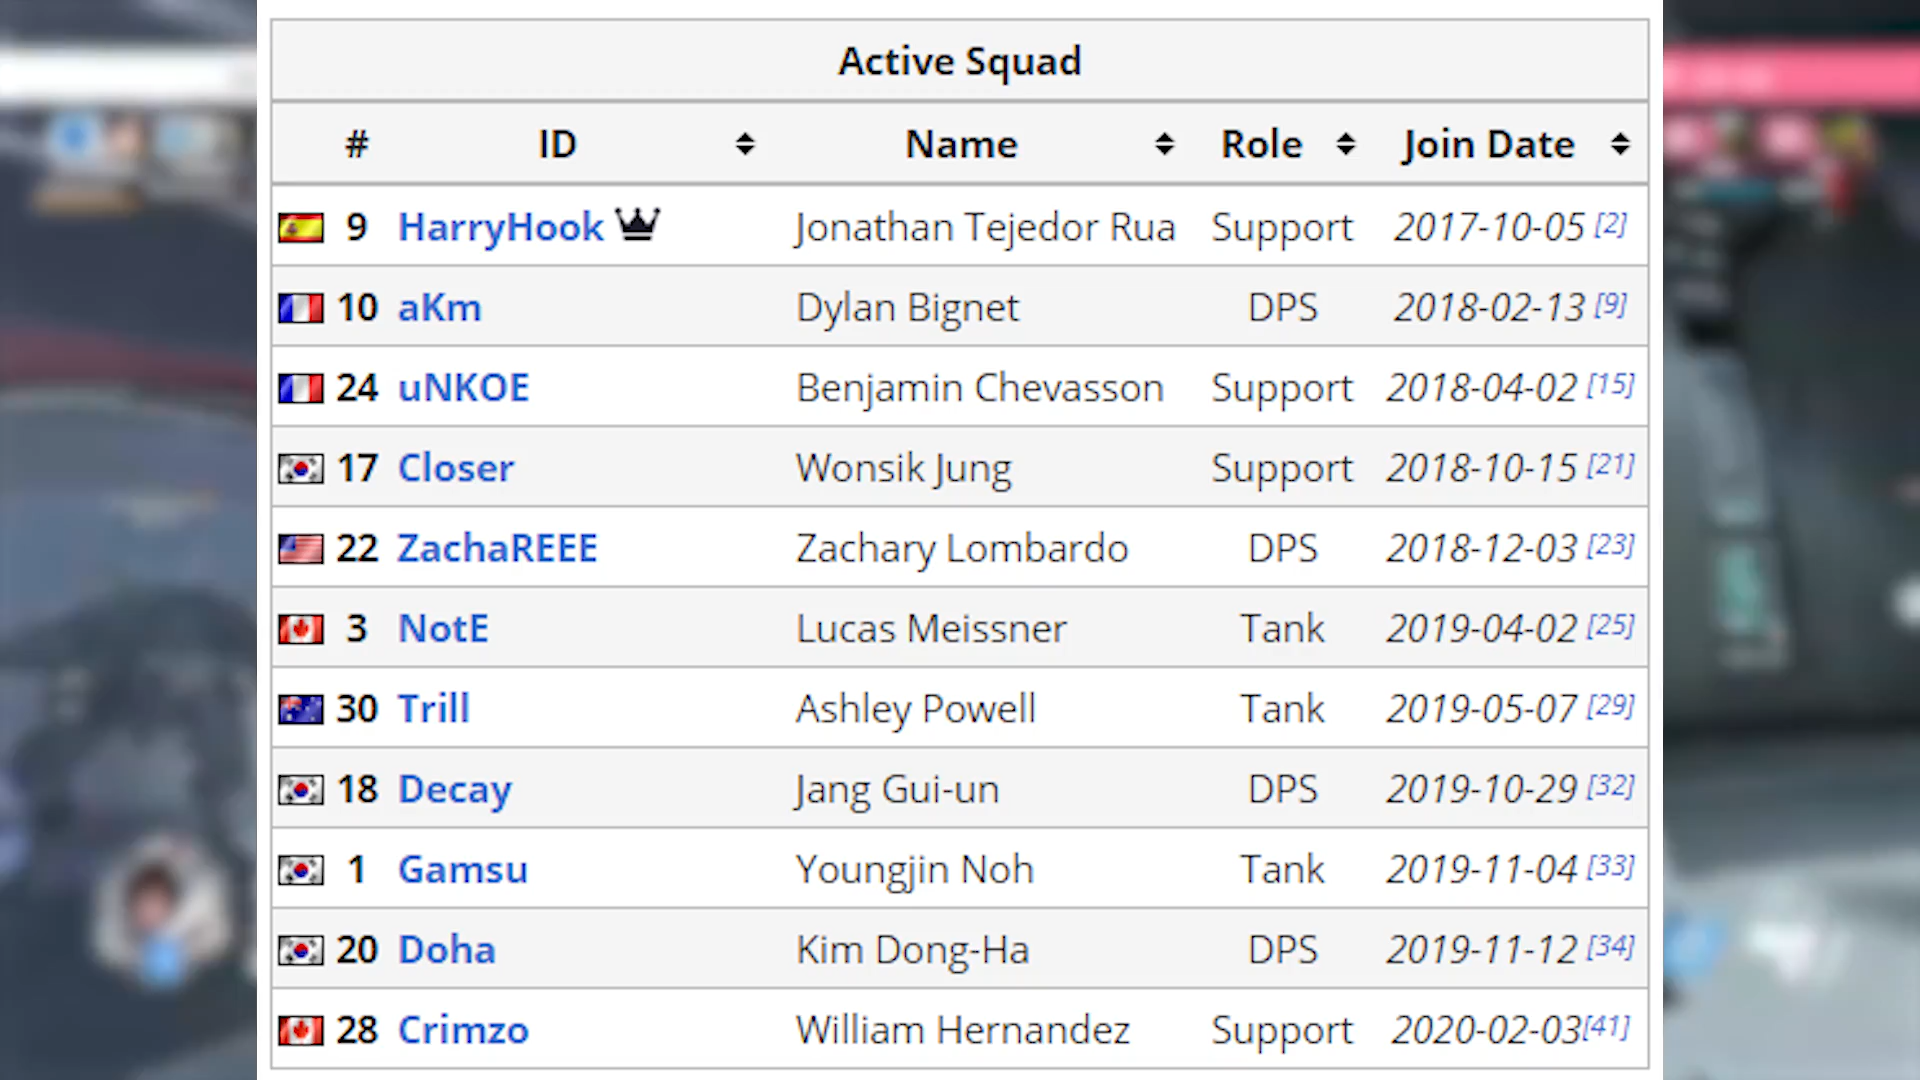 Active Squad
# ID Name Role Join Date
9 HarryHook Jonathan Tejedor Rua Support 2017-10-05 [2]
10 aKm Dylan Bignet DPS 2018-02-13 [9]
24 uNKOE Benjamin Chevasson Support 2018-04-02 [15]
17 Closer Wonsik Jung Support 2018-10-15 [21]
22 ZachaREEE Zachary Lombardo DPS 2018-12-03 [23]
3 NotE Lucas Meissner Tank 2019-04-02 [25]
30 Trill Ashley Powell Tank 2019-05-07 [29]
18 Decay Jang Gui-un DPS 2019-10-29 [32]
1 Gamsu Youngjin Noh Tank 2019-11-04 [33]
20 Doha Kim Dong-Ha DPS 2019-11-12 [34]
28 Crimzo William Hernandez Support 2020-02-03[41]